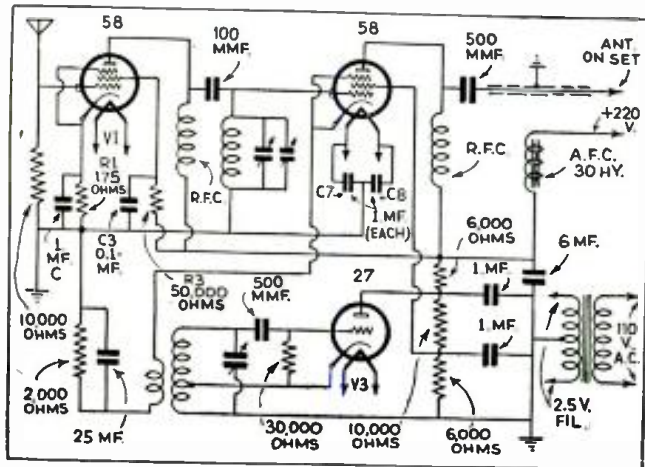 58
100
MMF.
58
500
MMF.
ANT.
ON SET
+220
V.
V1
R1
175
OHMS
R.F.C.
R.F.C.
A.F.C.
30 HY.
C7
C8
1 MF.
(EACH)
1
MF.
C
C3
0.1
MF.
R3
50,000
OHMS
500
MMF.
27
6,000
OHMS
1 MF.
6 MF.
10,000
OHMS
1 MF.
110
V.
A.C.
2,000
OHMS
25 MF.
V3
30,000
OHMS
10,000
OHMS
6,000
OHMS
2.5 V.
FIL.